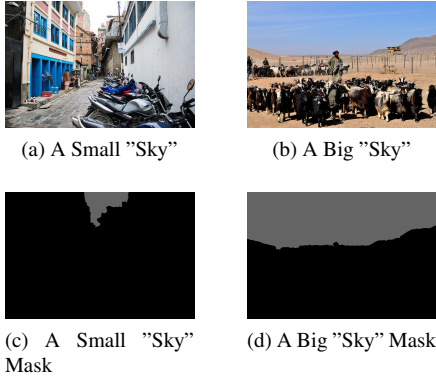 (a) A Small ”Sky”
(b) A Big ”Sky”
(c) A Small ”Sky”
Mask
(d) A Big ”Sky” Mask